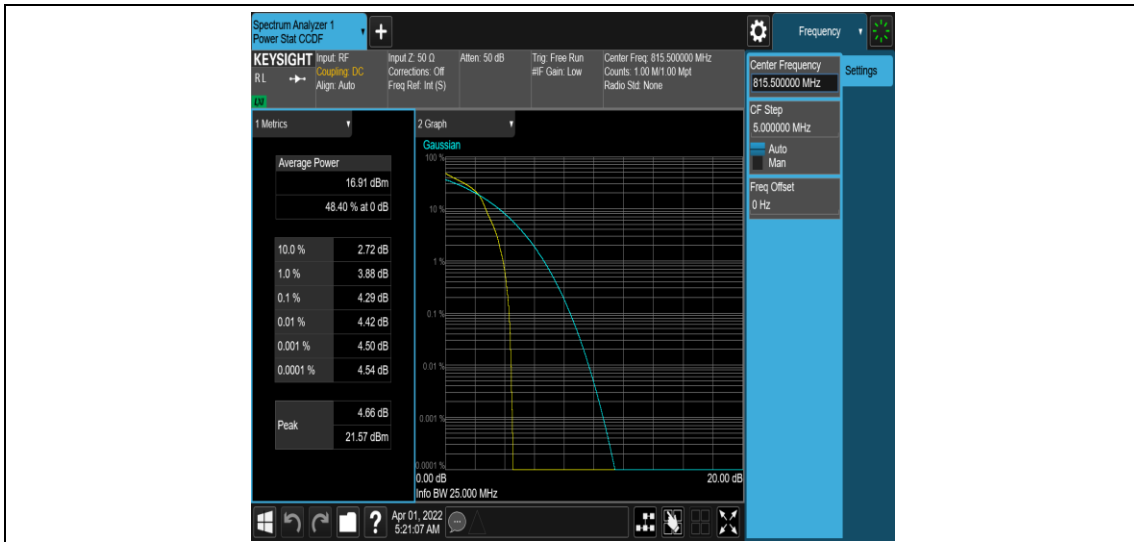 Spectrum Analyzer 1
Power Stat CCDF
Frequency
KEYSIGHT
RL
LXI
Input: RF
Coupling: DC
Align: Auto
Input Z: 50 Ω
Corrections: Off
Freq Ref: Int (S)
Atten: 50 dB
Trig: Free Run
#IF Gain: Low
Center Freq: 815.500000 MHz
Counts: 1.00 M/1.00 Mpt
Radio Std: None
Center Frequency
815.500000 MHz
Settings
CF Step
5.000000 MHz
Auto
Man
Freq Offset
0 Hz
1 Metrics
Average Power
16.91 dBm
48.40 % at 0 dB
10.0 % 2.72 dB
1.0 % 3.88 dB
0.1 % 4.29 dB
0.01 % 4.42 dB
0.001 % 4.50 dB
0.0001 % 4.54 dB
Peak
4.66 dB
21.57 dBm
2 Graph
Gaussian
100 %
10 %
1 %
0.1 %
0.01 %
0.001 %
0.0001 %
0.00 dB 20.00 dB
Info BW 25.000 MHz
?
Apr 01, 2022
5:21:07 AM